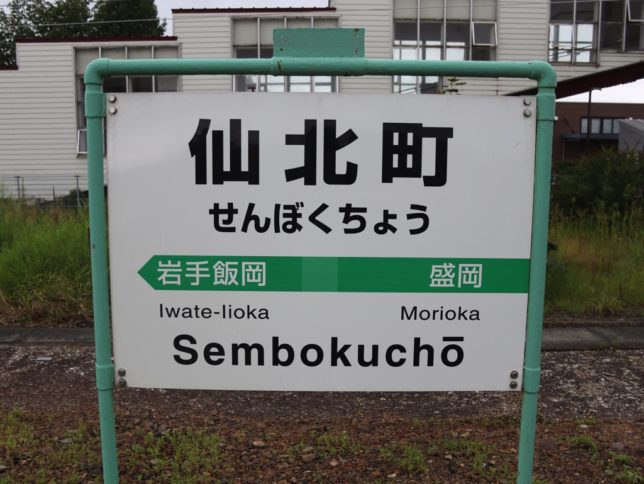 仙北町
せんぼくちょう
岩手飯岡 盛岡
Iwate-Iioka Morioka
Sembokuchō